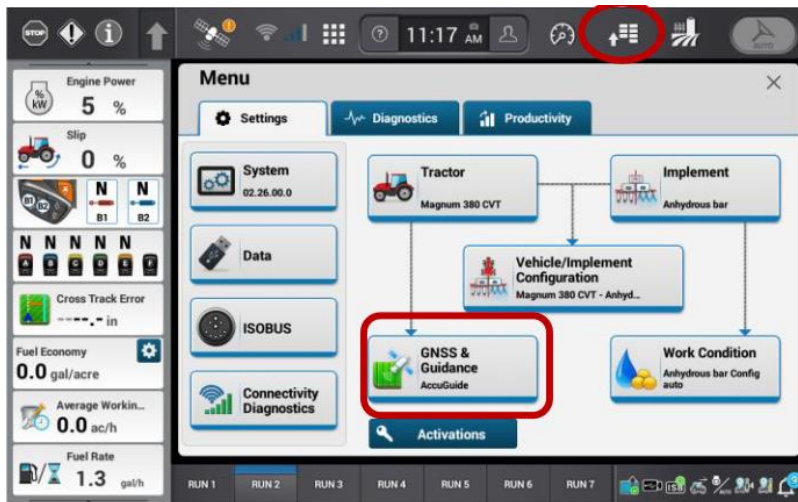 STOP
11:17 AM
AUTO
Engine Power
% kW
5 %
Slip
0 %
N N
B1 B2
B1 B2
N N N N N
A B C D E F
Cross Track Error
----.- in
Fuel Economy
0.0 gal/acre
Average Workin...
0.0 ac/h
Fuel Rate
1.3 gal/h
Menu
Settings
Diagnostics
Productivity
System
02.26.00.0
Data
ISOBUS
Connectivity
Diagnostics
Tractor
Magnum 380 CVT
Implement
Anhydrous bar
Vehicle/Implement
Configuration
Magnum 380 CVT - Anhyd...
GNSS &
Guidance
AccuGuide
Work Condition
Anhydrous bar Config
auto
Activations
RUN 1 RUN 2 RUN 3 RUN 4 RUN 5 RUN 6 RUN 7